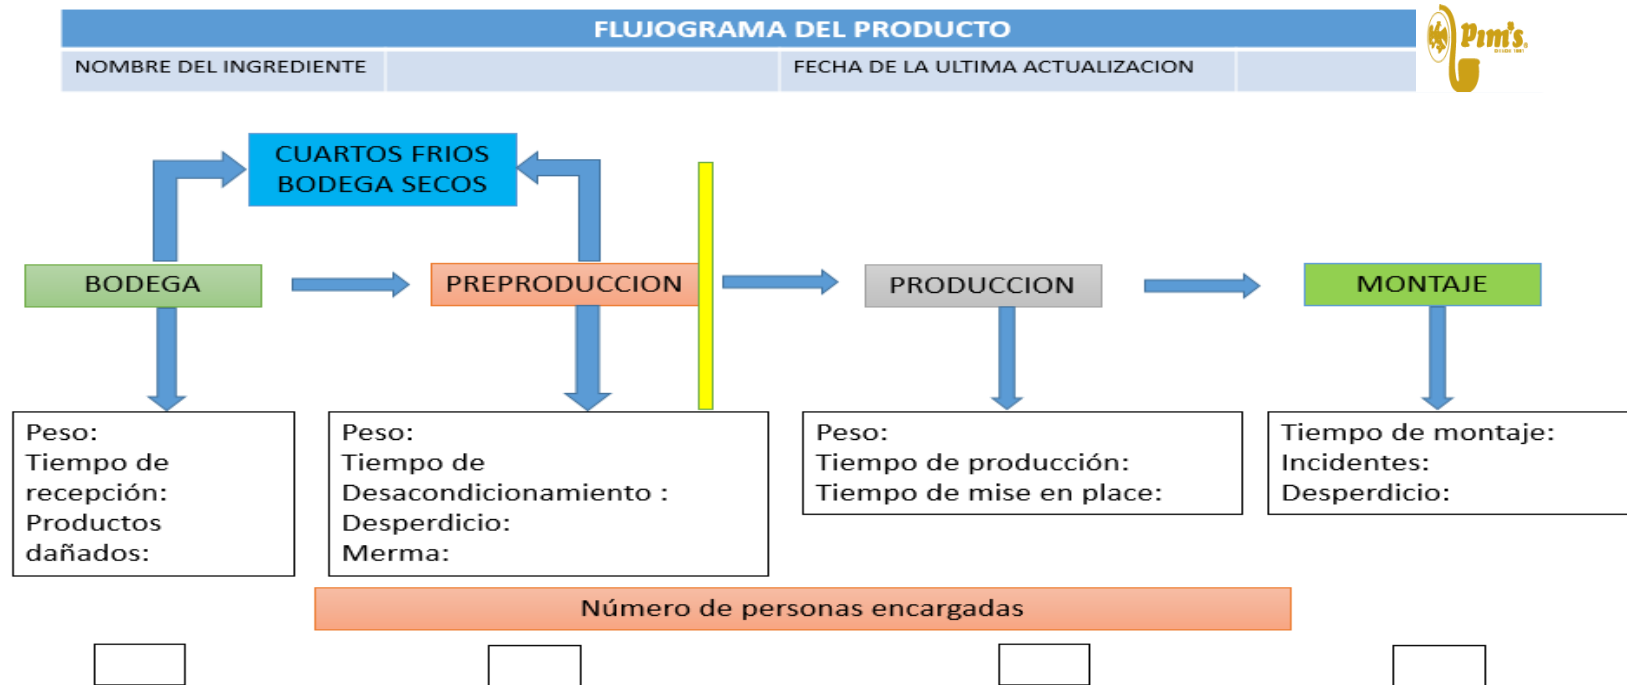 FLUJOGRAMA DEL PRODUCTO
Pim's
NOMBRE DEL INGREDIENTE
FECHA DE LA ULTIMA ACTUALIZACION
CUARTOS FRIOS
BODEGA SECOS
BODEGA
PREPRODUCCION
PRODUCCION
MONTAJE
Peso:
Tiempo de
recepción:
Productos
dañados:
Peso:
Tiempo de
Desacondicionamiento :
Desperdicio:
Merma:
Peso:
Tiempo de producción:
Tiempo de mise en place:
Tiempo de montaje:
Incidentes:
Desperdicio:
Número de personas encargadas